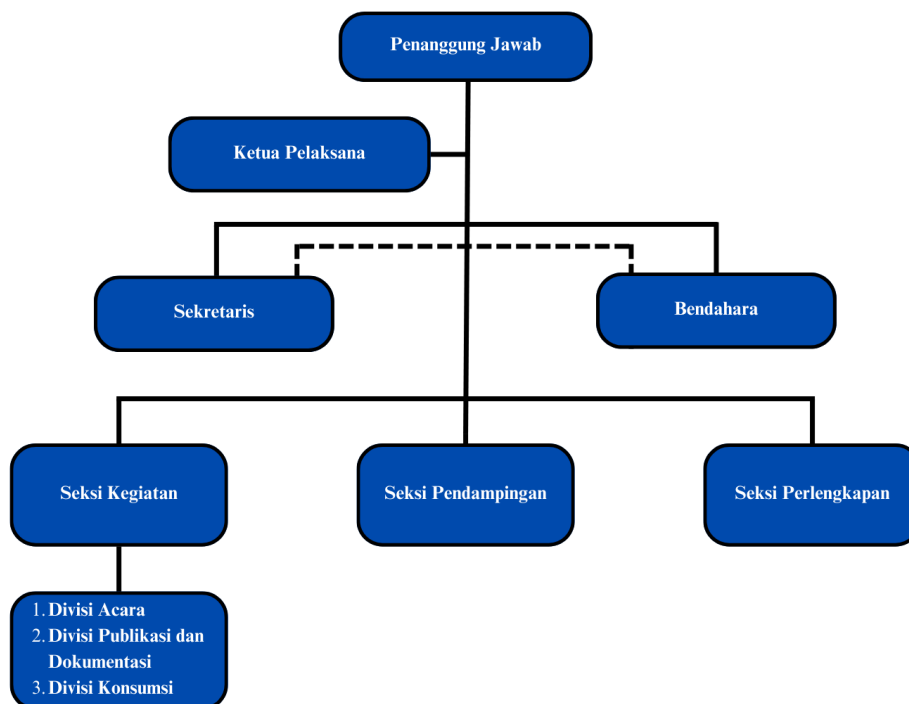 Penanggung Jawab
Ketua Pelaksana
Sekretaris
Bendahara
Seksi Kegiatan
Seksi Pendampingan
Seksi Perlengkapan
1. Divisi Acara
2. Divisi Publikasi dan
Dokumentasi
3. Divisi Konsumsi